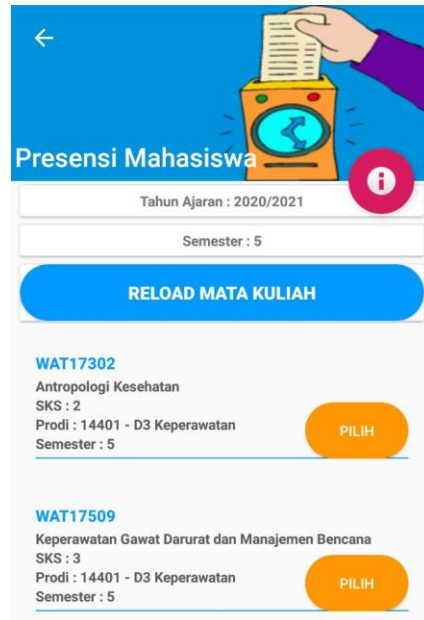 Presensi Mahasiswa
i
Tahun Ajaran : 2020/2021
Semester : 5
RELOAD MATA KULIAH
WAT17302
Antropologi Kesehatan
SKS : 2
Prodi : 14401 - D3 Keperawatan
Semester : 5
PILIH
WAT17509
Keperawatan Gawat Darurat dan Manajemen Bencana
SKS : 3
Prodi : 14401 - D3 Keperawatan
Semester : 5
PILIH